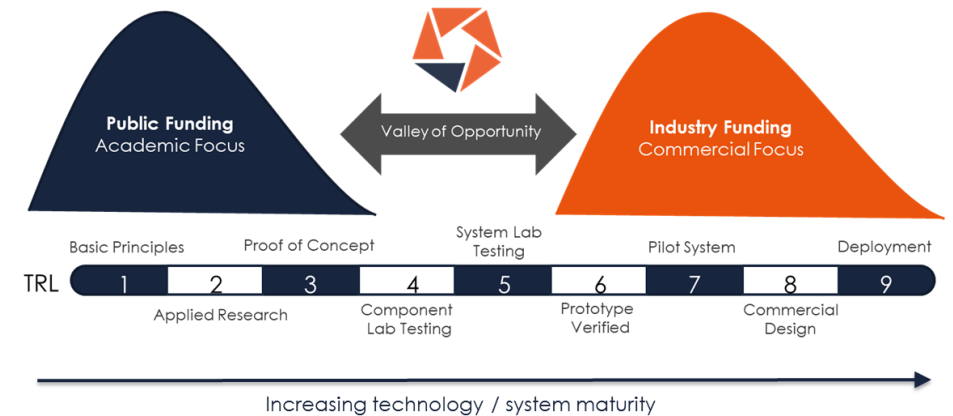 Public Funding
Academic Focus
Valley of Opportunity
Industry Funding
Commercial Focus
Basic Principles
Proof of Concept
System Lab
Testing
Pilot System
Deployment
TRL
1 2 3 4 5 6 7 8 9
Applied Research
Component
Lab Testing
Prototype
Verified
Commercial
Design
Increasing technology / system maturity